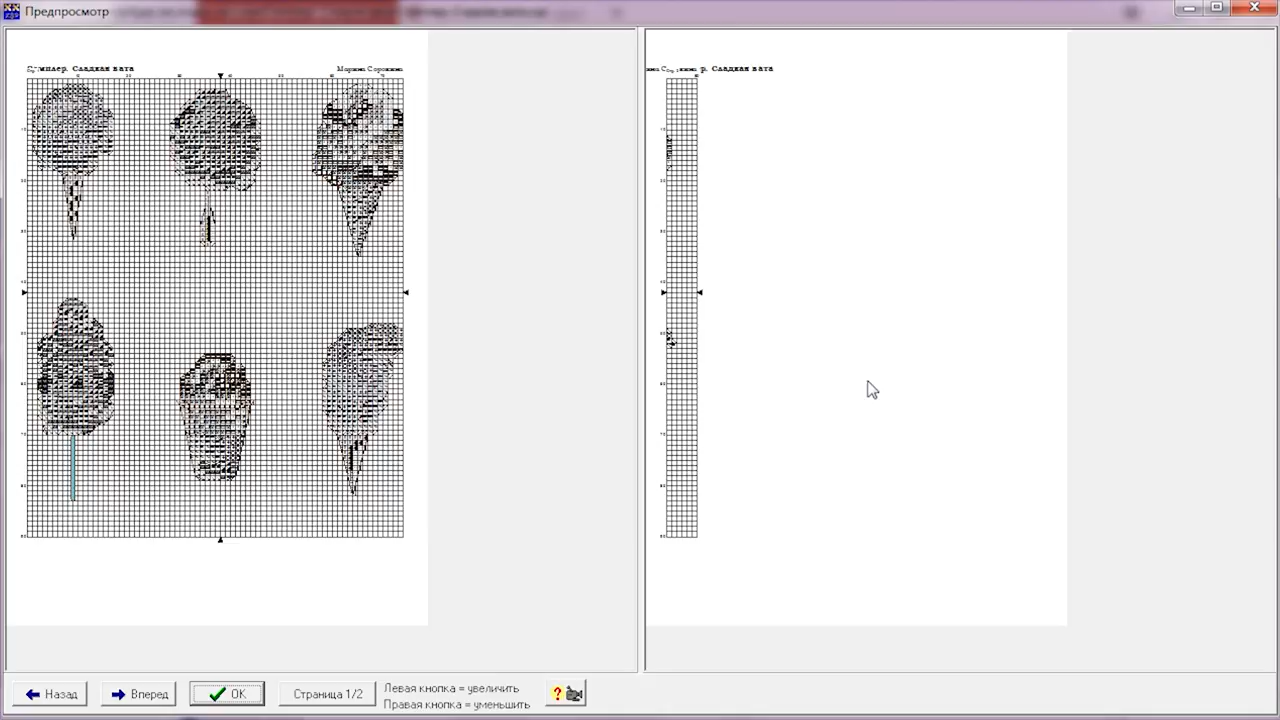 Предпросмотр
Сладкая вата
Марина Сорокина
р. Сладкая вата
Назад
Вперед
OK
Страница 1/2
Левая кнопка = увеличить
Правая кнопка = уменьшить
?